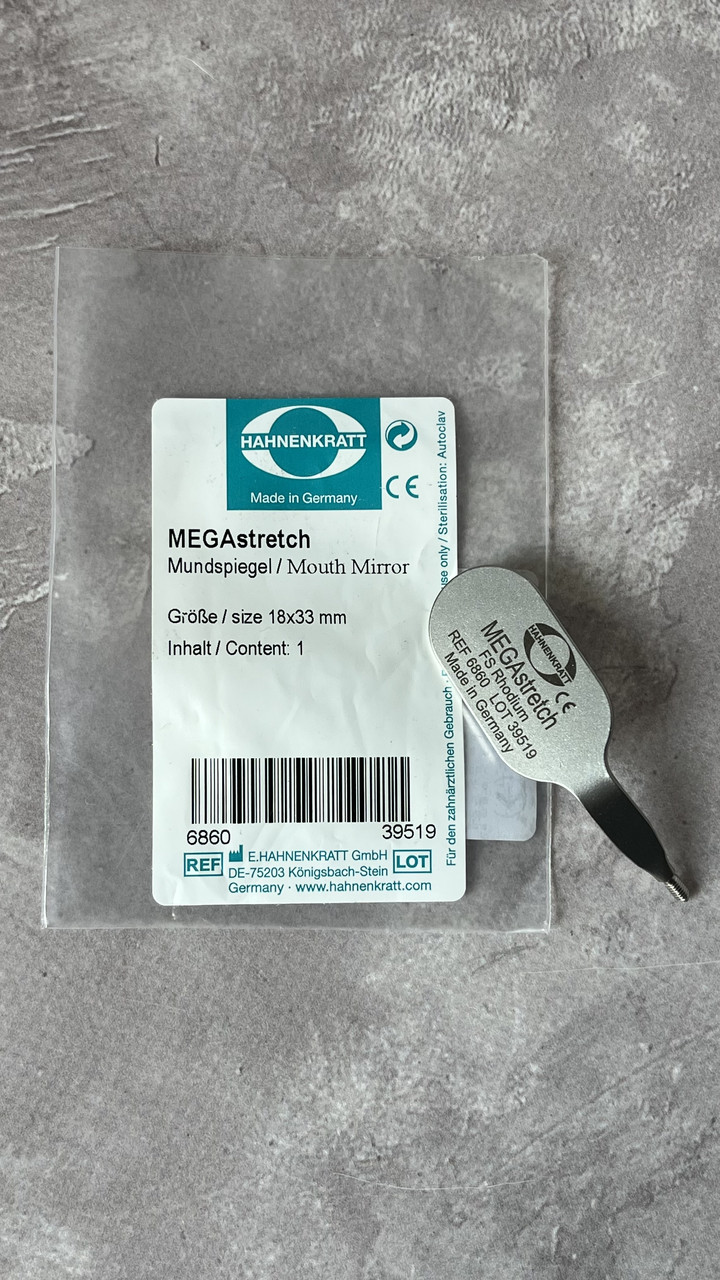 HAHNENKRATT
Made in Germany
CE
MEGAstretch
Mundspiegel / Mouth Mirror
Größe / size 18x33 mm
Inhalt / Content: 1
6860
39519
REF
E.HAHNENKRATT GmbH
DE-75203 Königsbach-Stein
Germany · www.hahnenkratt.com
LOT
Für den zahnärztlichen Gebrauch ·
use only / Sterilisation: Autoclav
HAHNENKRATT
CE
MEGAstretch
FS Rhodium
REF 6860 LOT 39519
Made in Germany